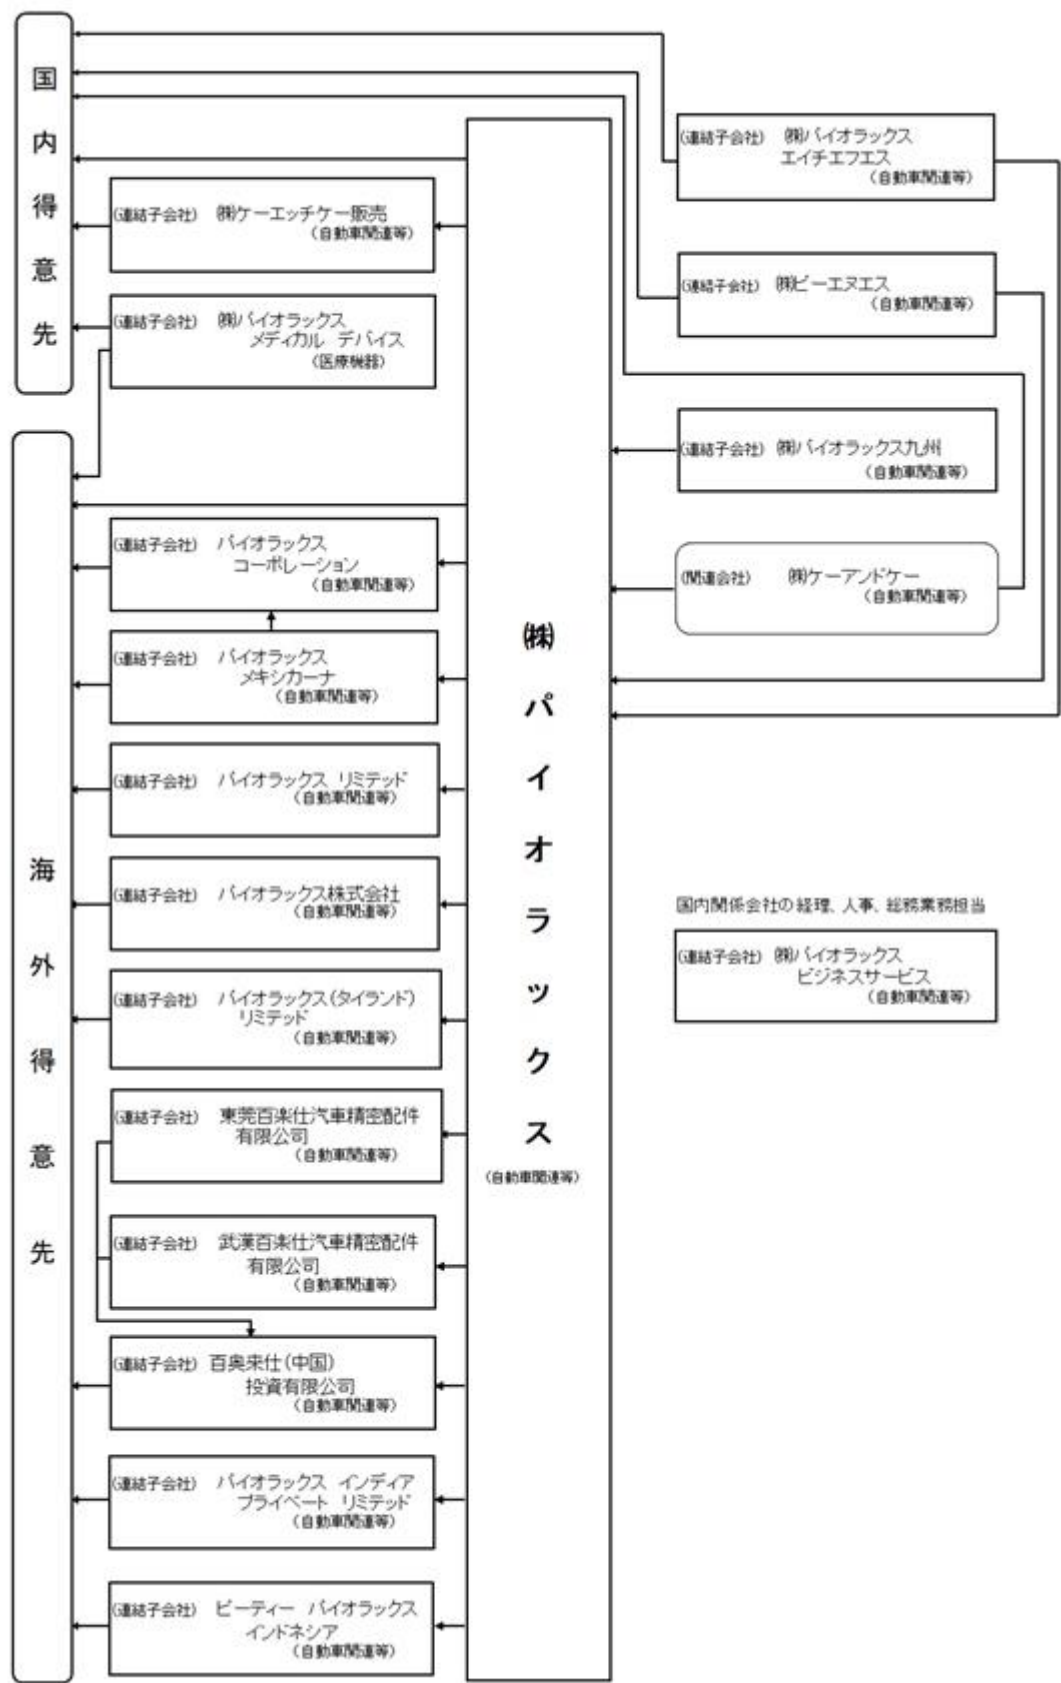 国内得意先
(連結子会社) ㈱パイオラックス
エイチエフエス
(自動車関連等)
(連結子会社) ㈱ケーエッチケー販売
(自動車関連等)
(連結子会社) ㈱ピーエヌエス
(自動車関連等)
(連結子会社) ㈱パイオラックス
メディカル デバイス
(医療機器)
(連結子会社) ㈱パイオラックス九州
(自動車関連等)
(関連会社) ㈱ケーアンドケー
(自動車関連等)
㈱パイオラックス
(自動車関連等)
海外得意先
(連結子会社) パイオラックス
コーポレーション
(自動車関連等)
(連結子会社) パイオラックス
メキシカーナ
(自動車関連等)
(連結子会社) パイオラックス リミテッド
(自動車関連等)
(連結子会社) パイオラックス株式会社
(自動車関連等)
(連結子会社) パイオラックス(タイランド)
リミテッド
(自動車関連等)
(連結子会社) 東莞百楽仕汽車精密配件
有限公司
(自動車関連等)
(連結子会社) 武漢百楽仕汽車精密配件
有限公司
(自動車関連等)
(連結子会社) 百奥来仕(中国)
投資有限公司
(自動車関連等)
(連結子会社) パイオラックス インディア
プライベート リミテッド
(自動車関連等)
(連結子会社) ピーティー パイオラックス
インドネシア
(自動車関連等)
国内関係会社の経理、人事、総務業務担当
(連結子会社) ㈱パイオラックス
ビジネスサービス
(自動車関連等)